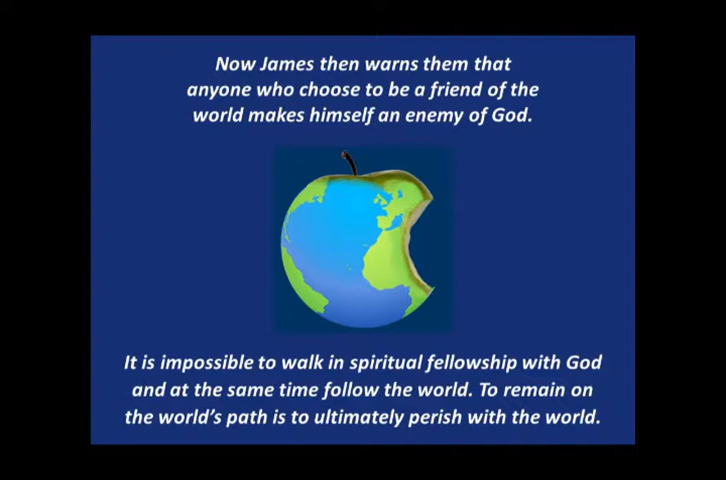 Now James then warns them that
anyone who choose to be a friend of the
world makes himself an enemy of God.
It is impossible to walk in spiritual fellowship with God
and at the same time follow the world. To remain on
the world's path is to ultimately perish with the world.